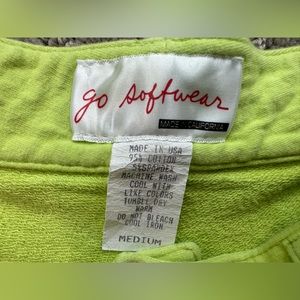 go softwear
MADE IN CALIFORNIA
MADE IN USA
95% COTTON
5%SPANDEX
MACHINE WASH
COOL WITH
LIKE COLORS
TUMBLE DRY
WARM
DO NOT BLEACH
COOL IRON
MEDIUM